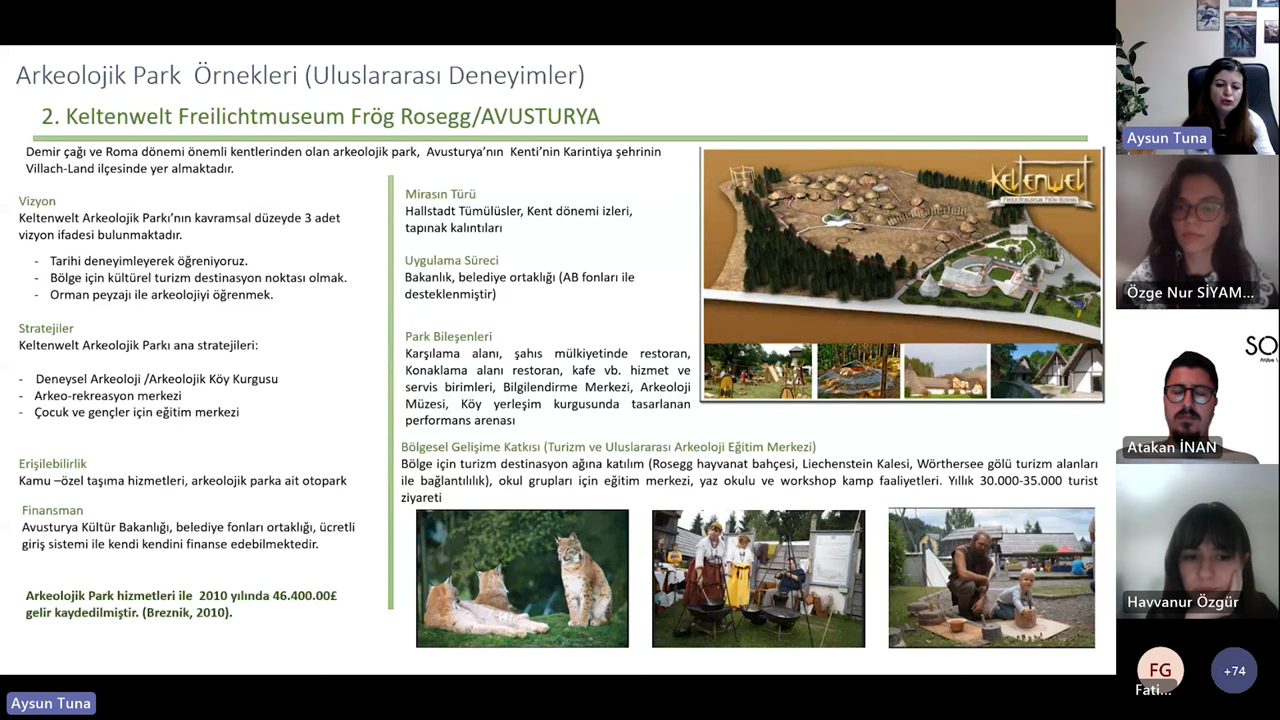 Arkeolojik Park Örnekleri (Uluslararası Deneyimler)
2. Keltenwelt Freilichtmuseum Frög Rosegg/AVUSTURYA
Demir çağı ve Roma dönemi önemli kentlerinden olan arkeolojik park, Avusturya'nın Kenti'nin Karintiya şehrinin
Villach-Land ilçesinde yer almaktadır.
Vizyon
Keltenwelt Arkeolojik Parkı'nın kavramsal düzeyde 3 adet
vizyon ifadesi bulunmaktadır.
- Tarihi deneyimleyerek öğreniyoruz.
- Bölge için kültürel turizm destinasyon noktası olmak.
- Orman peyzajı ile arkeolojiyi öğrenmek.
Stratejiler
Keltenwelt Arkeolojik Parkı ana stratejileri:
- Deneysel Arkeoloji /Arkeolojik Köy Kurgusu
- Arkeo-rekreasyon merkezi
- Çocuk ve gençler için eğitim merkezi
Erişilebilirlik
Kamu –özel taşıma hizmetleri, arkeolojik parka ait otopark
Finansman
Avusturya Kültür Bakanlığı, belediye fonları ortaklığı, ücretli
giriş sistemi ile kendi kendini finanse edebilmektedir.
Arkeolojik Park hizmetleri ile 2010 yılında 46.400.00£
gelir kaydedilmiştir. (Breznik, 2010).
Mirasın Türü
Hallstadt Tümülüsler, Kent dönemi izleri,
tapınak kalıntıları
Uygulama Süreci
Bakanlık, belediye ortaklığı (AB fonları ile
desteklenmiştir)
Park Bileşenleri
Karşılama alanı, şahıs mülkiyetinde restoran,
Konaklama alanı restoran, kafe vb. hizmet ve
servis birimleri, Bilgilendirme Merkezi, Arkeoloji
Müzesi, Köy yerleşim kurgusunda tasarlanan
performans arenası
Bölgesel Gelişime Katkısı (Turizm ve Uluslararası Arkeoloji Eğitim Merkezi)
Bölge için turizm destinasyon ağına katılım (Rosegg hayvanat bahçesi, Liechenstein Kalesi, Wörthersee gölü turizm alanları
ile bağlantılılık), okul grupları için eğitim merkezi, yaz okulu ve workshop kamp faaliyetleri. Yıllık 30.000-35.000 turist
ziyareti
Keltenwelt
Aysun Tuna
Özge Nur SİYAM...
SO
Atakan İNAN
Havvanur Özgür
FG
Fati...
+74
Aysun Tuna